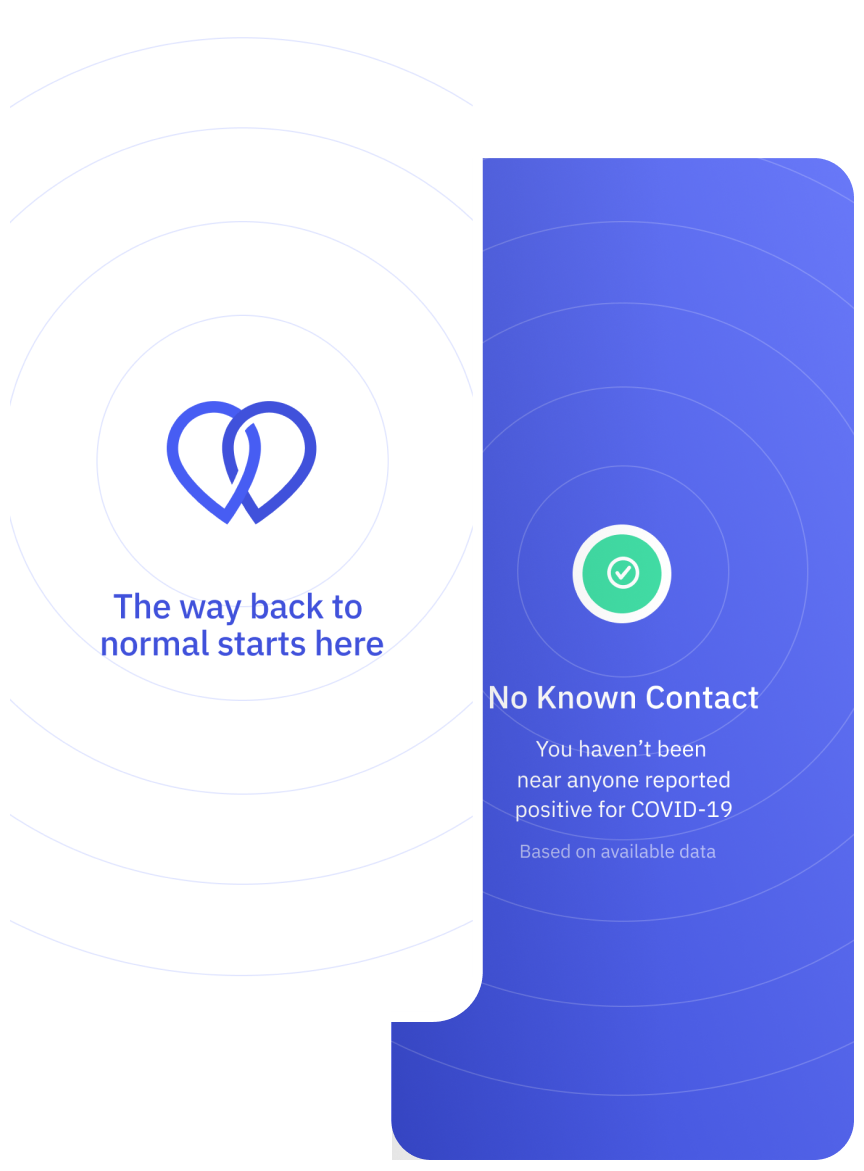 The way back to
normal starts here
No Known Contact
You haven’t been
near anyone reported
positive for COVID-19
Based on available data